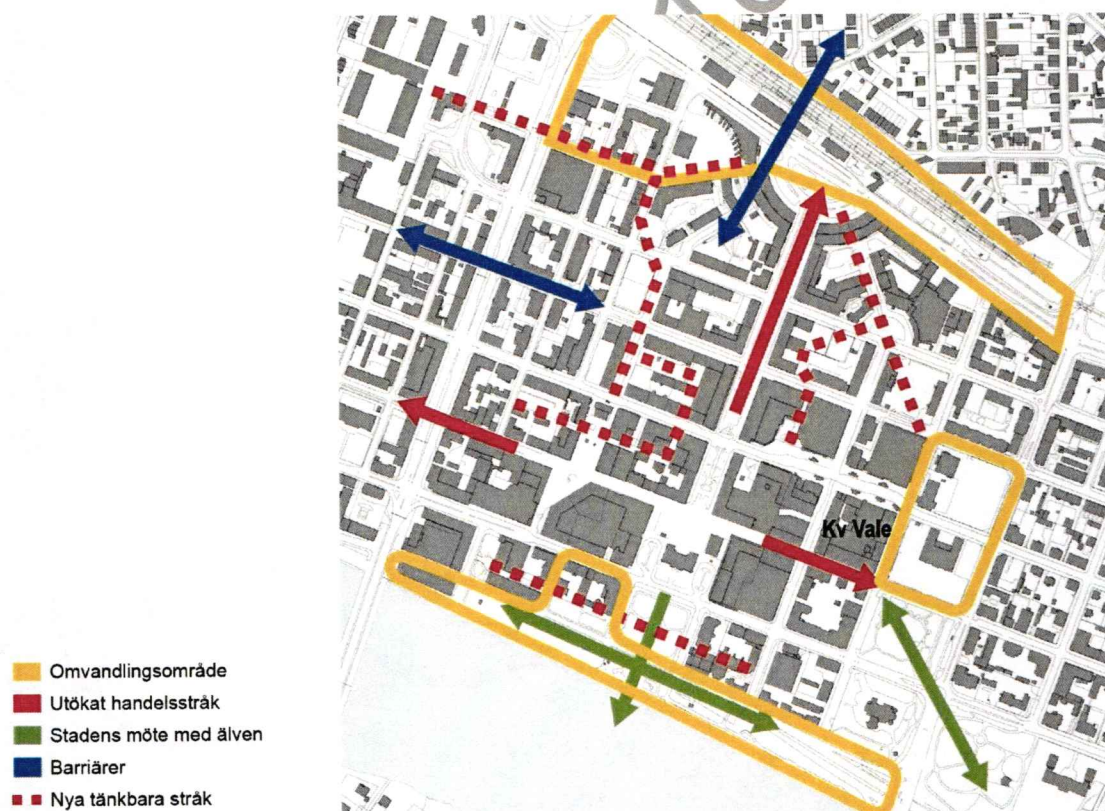 Kv Vale
Omvandlingsområde
Utökat handelsstråk
Stadens möte med älven
Barriärer
Nya tänkbara stråk